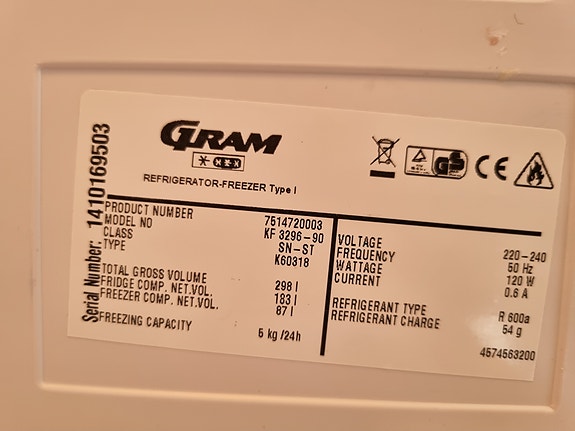 GRAM
REFRIGERATOR-FREEZER Type I
GS
CE
Serial Number: 1410169503
PRODUCT NUMBER 7514720003
MODEL NO KF 3296-90
CLASS SN-ST
TYPE K60318
TOTAL GROSS VOLUME 298 l
FRIDGE COMP. NET.VOL. 183 l
FREEZER COMP. NET.VOL. 87 l
FREEZING CAPACITY 5 kg /24h
VOLTAGE 220-240
FREQUENCY 50 Hz
WATTAGE 120 W
CURRENT 0.6 A
REFRIGERANT TYPE R 600a
REFRIGERANT CHARGE 54 g
4574563200